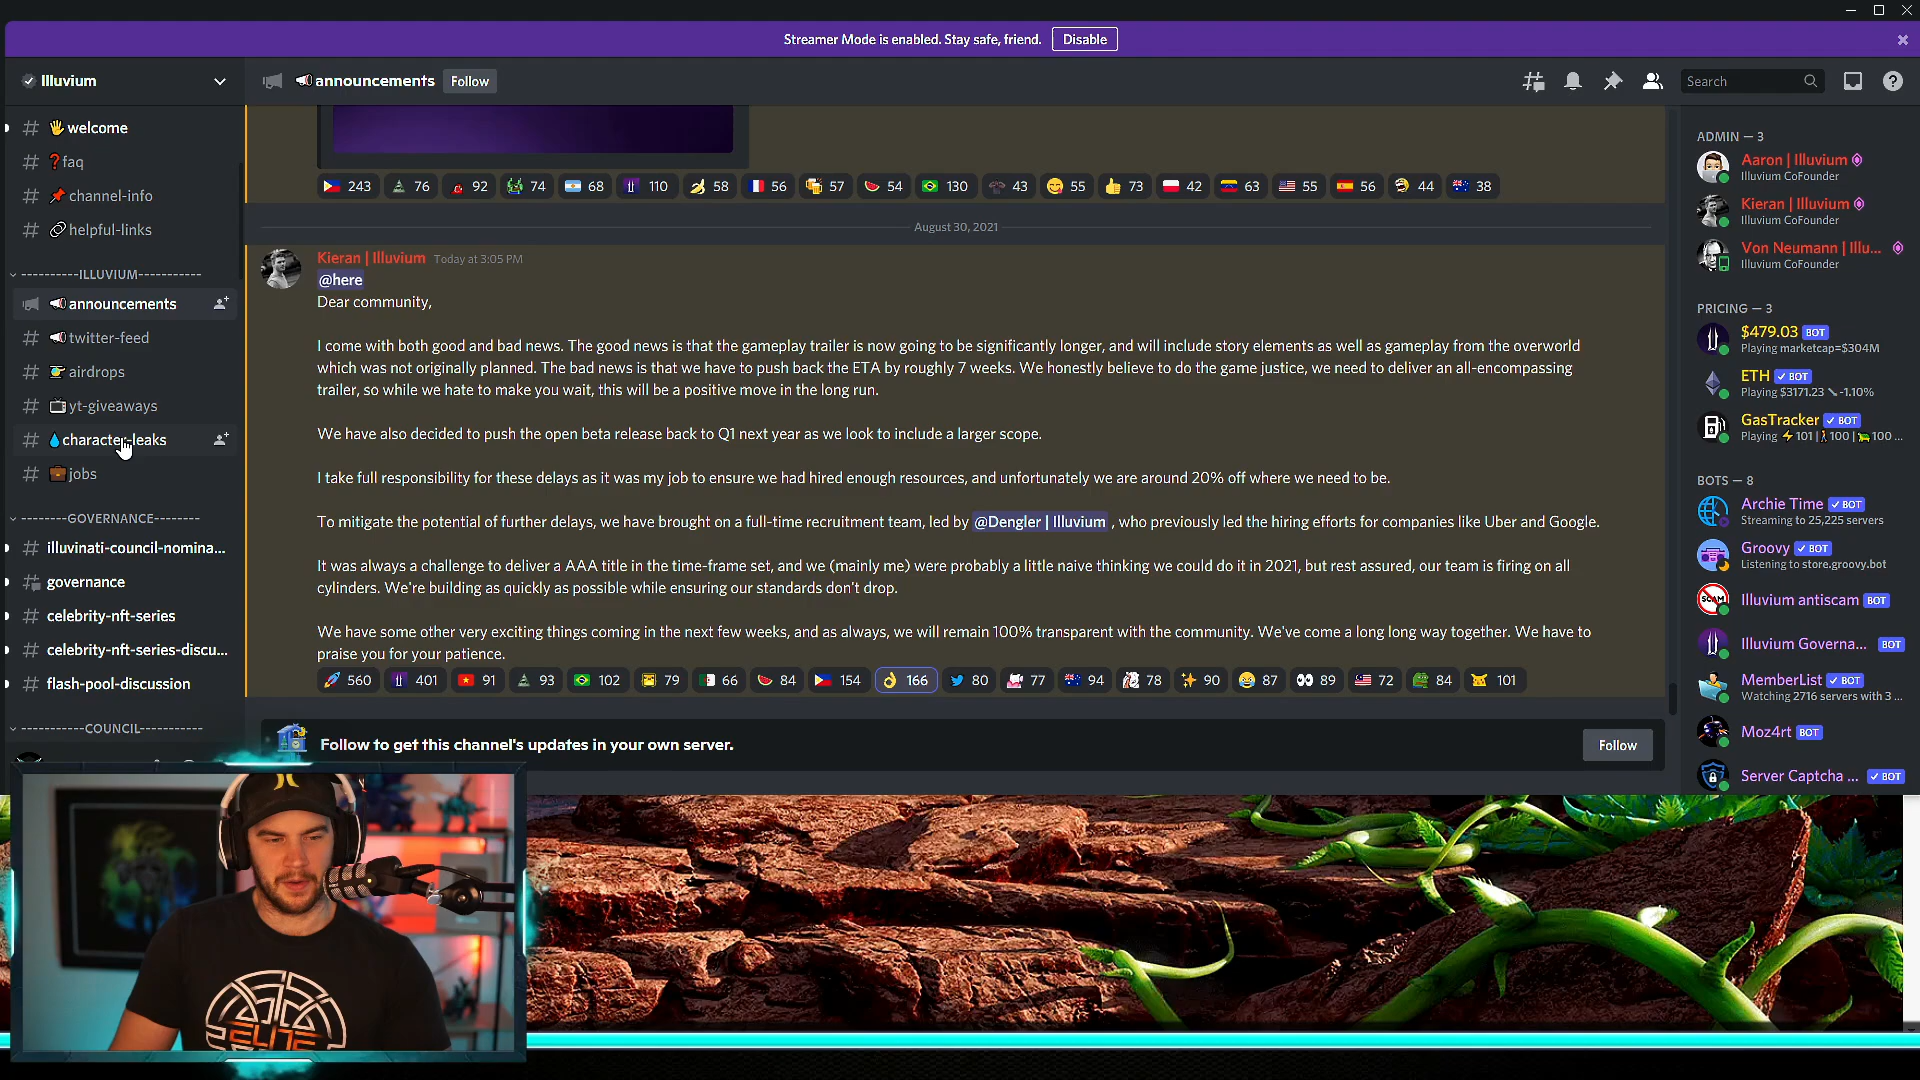 Streamer Mode is enabled. Stay safe, friend.
Disable
Illuvium
announcements
Follow
Search
welcome
faq
channel-info
helpful-links
-----------ILLUVIUM-----------
announcements
twitter-feed
airdrops
yt-giveaways
character-leaks
jobs
--------GOVERNANCE--------
illuvinati-council-nomina...
governance
celebrity-nft-series
celebrity-nft-series-discu...
flash-pool-discussion
-----------COUNCIL-----------
243 76 92 74 68 110 58 56 57 54 130 43 55 73 42 63 55 56 44 38
August 30, 2021
Kieran | Illuvium Today at 3:05 PM
@here
Dear community,
I come with both good and bad news. The good news is that the gameplay trailer is now going to be significantly longer, and will include story elements as well as gameplay from the overworld
which was not originally planned. The bad news is that we have to push back the ETA by roughly 7 weeks. We honestly believe to do the game justice, we need to deliver an all-encompassing
trailer, so while we hate to make you wait, this will be a positive move in the long run.
We have also decided to push the open beta release back to Q1 next year as we look to include a larger scope.
I take full responsibility for these delays as it was my job to ensure we had hired enough resources, and unfortunately we are around 20% off where we need to be.
To mitigate the potential of further delays, we have brought on a full-time recruitment team, led by @Dengler | Illuvium , who previously led the hiring efforts for companies like Uber and Google.
It was always a challenge to deliver a AAA title in the time-frame set, and we (mainly me) were probably a little naive thinking we could do it in 2021, but rest assured, our team is firing on all
cylinders. We're building as quickly as possible while ensuring our standards don't drop.
We have some other very exciting things coming in the next few weeks, and as always, we will remain 100% transparent with the community. We've come a long long way together. We have to
praise you for your patience.
560 401 91 93 102 79 66 84 154 166 80 77 94 78 90 87 89 72 84 101
Follow to get this channel's updates in your own server.
Follow
ADMIN — 3
Aaron | Illuvium
Illuvium CoFounder
Kieran | Illuvium
Illuvium CoFounder
Von Neumann | Illu...
Illuvium CoFounder
PRICING — 3
$479.03 BOT
Playing marketcap=$304M
ETH BOT
Playing $3171.23 -1.10%
GasTracker BOT
Playing 101 | 100 | 100 ...
BOTS — 8
Archie Time BOT
Streaming to 25,225 servers
Groovy BOT
Listening to store.groovy.bot
SCAM
Illuvium antiscam BOT
Illuvium Governa... BOT
MemberList BOT
Watching 2716 servers with 3 ...
Moz4rt BOT
Server Captcha ... BOT
ELITE